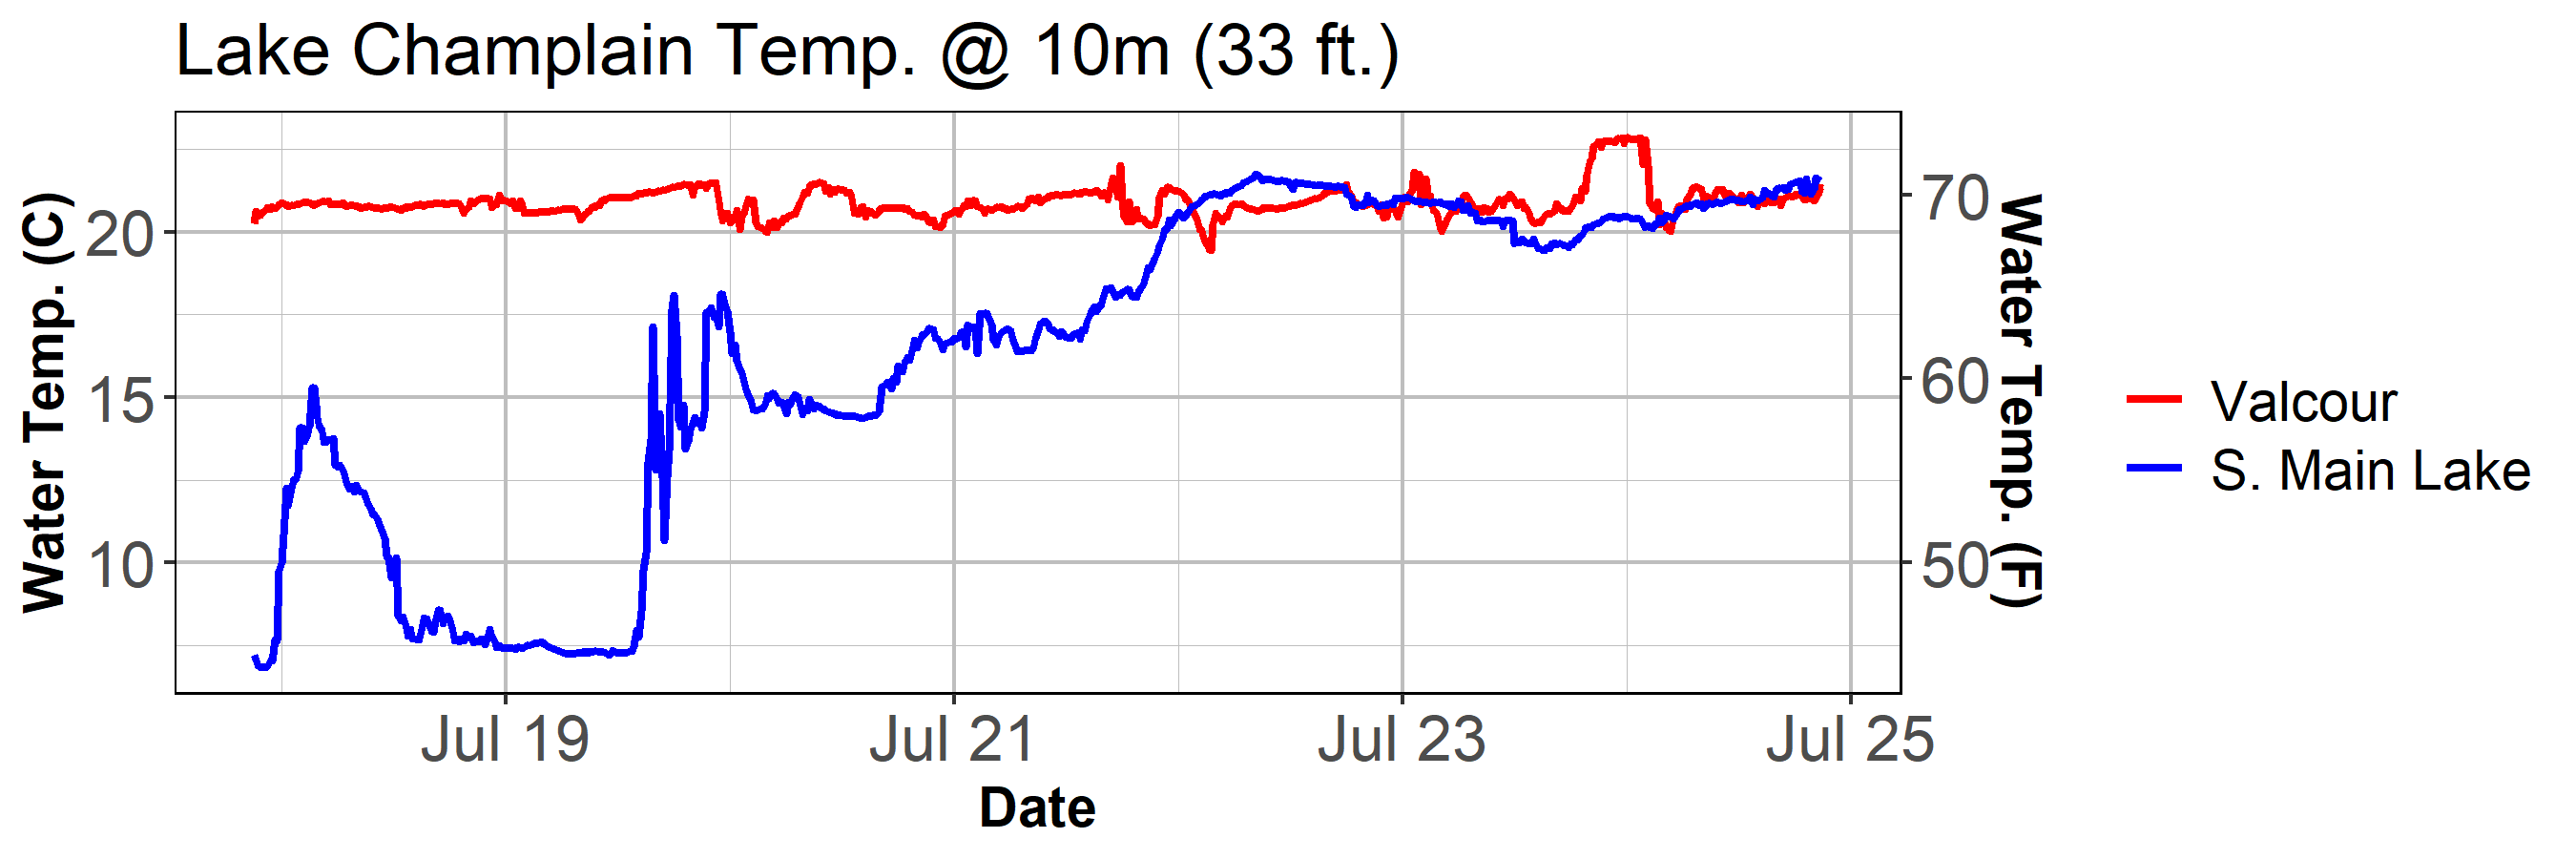 Lake Champlain Temp. @ 10m (33 ft.)
Water Temp. (C)
20
15
10
70
60
50
Water Temp. (F)
Jul 19
Jul 21
Jul 23
Jul 25
Date
Valcour
S. Main Lake